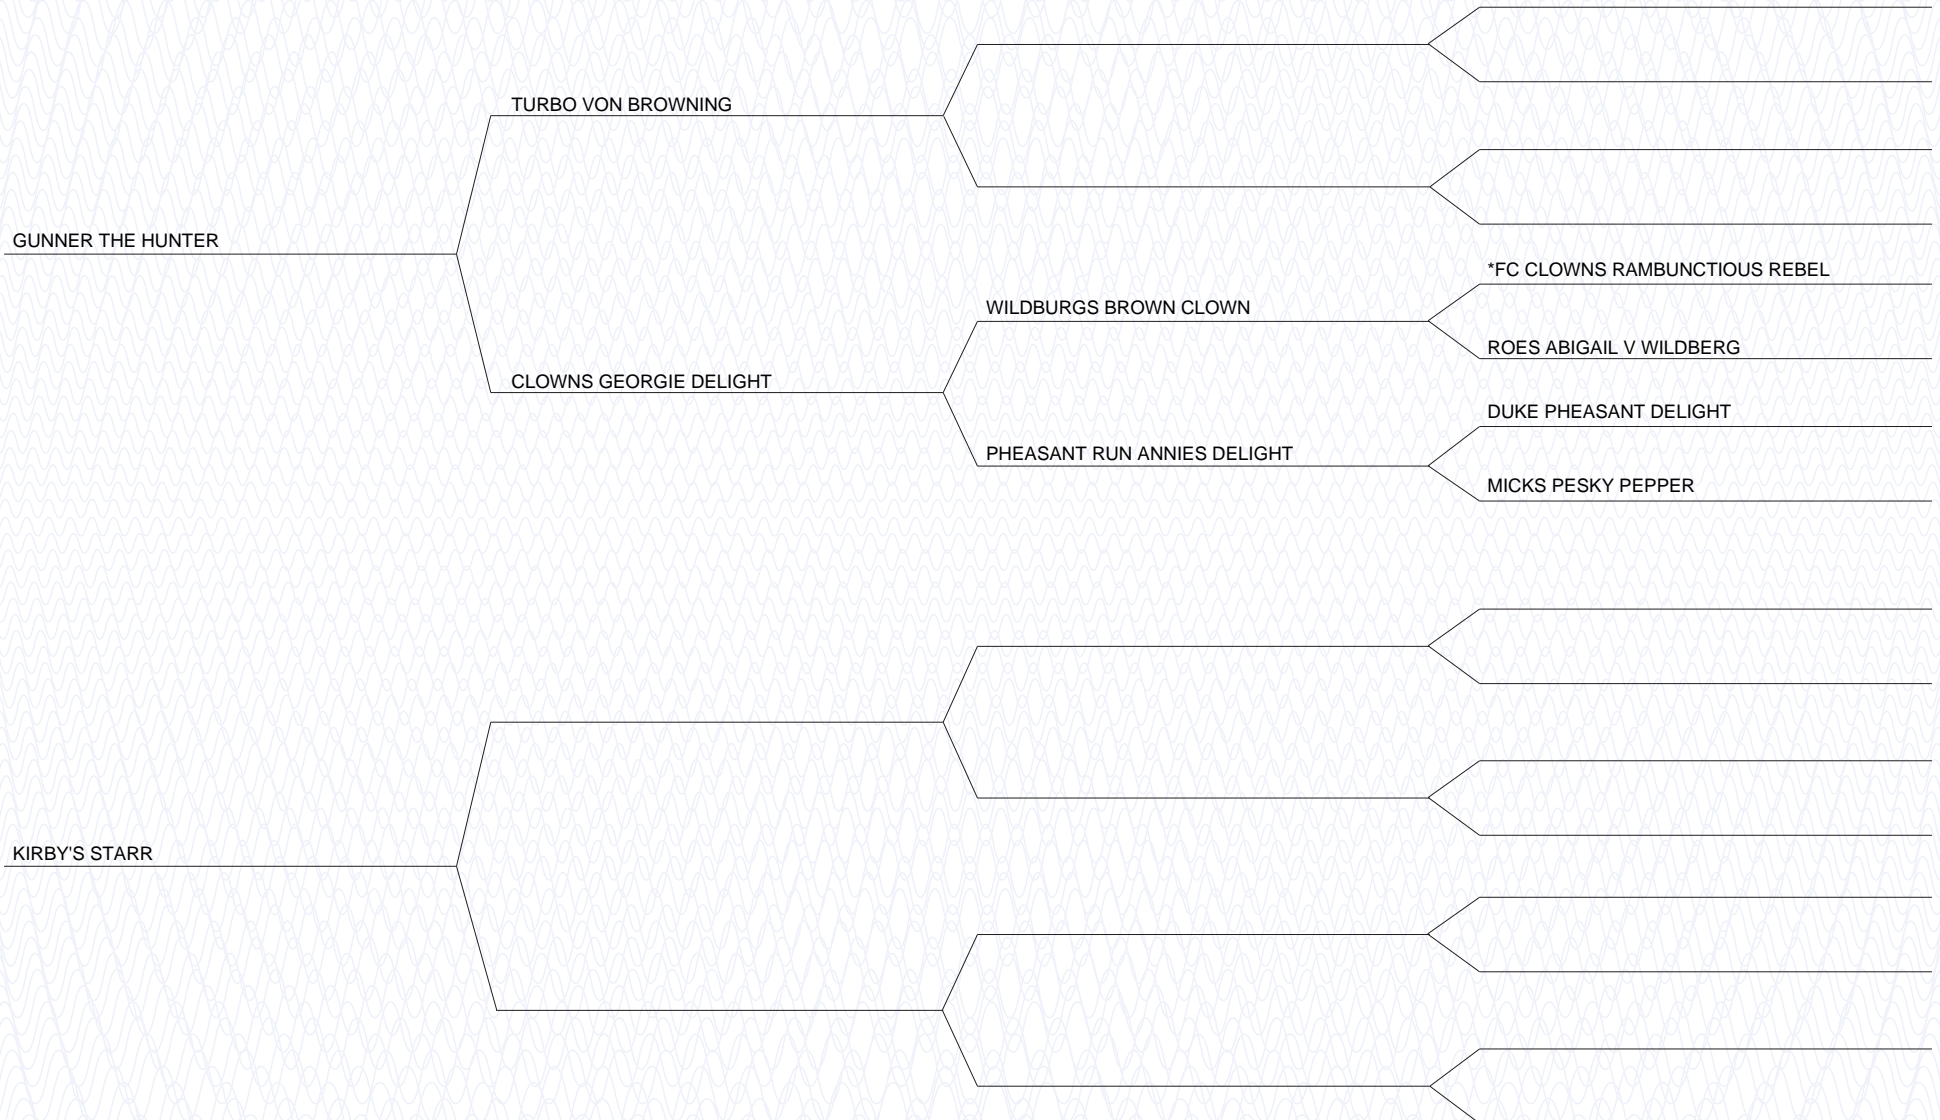 TURBO VON BROWNING
GUNNER THE HUNTER
*FC CLOWNS RAMBUNCTIOUS REBEL
WILDBURGS BROWN CLOWN
ROES ABIGAIL V WILDBERG
CLOWNS GEORGIE DELIGHT
DUKE PHEASANT DELIGHT
PHEASANT RUN ANNIES DELIGHT
MICKS PESKY PEPPER
KIRBY'S STARR